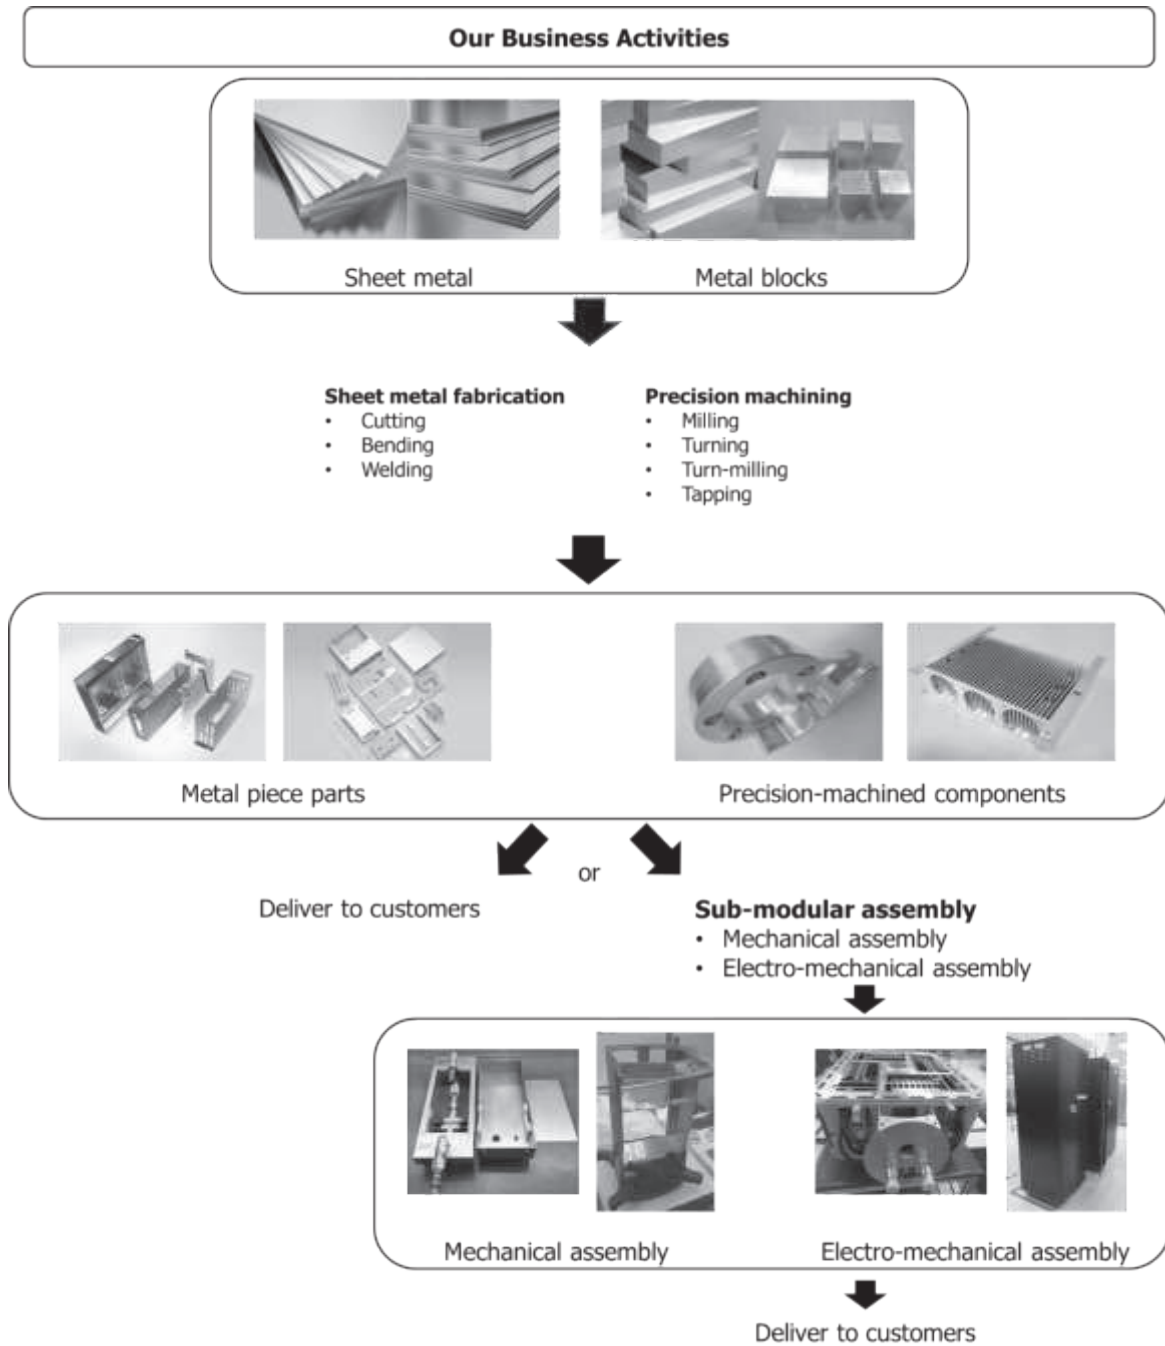 Our Business Activities
Sheet metal
Metal blocks
Sheet metal fabrication
• Cutting
• Bending
• Welding
Precision machining
• Milling
• Turning
• Turn-milling
• Tapping
Metal piece parts
Precision-machined components
or
Deliver to customers
Sub-modular assembly
• Mechanical assembly
• Electro-mechanical assembly
Mechanical assembly
Electro-mechanical assembly
Deliver to customers